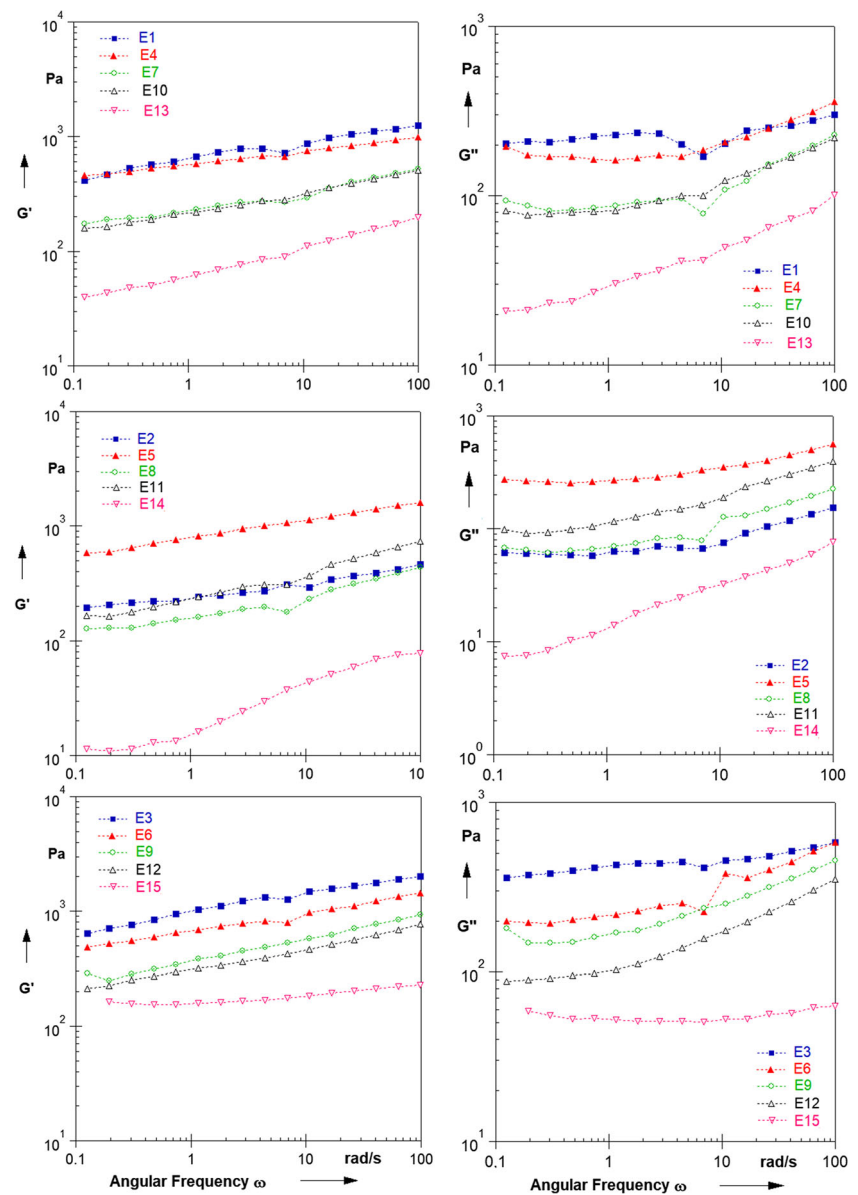 10⁴
E1
E4
Pa
E7
E10
E13
10³
G'
10²
10¹
0.1
1
10
100
10³
Pa
G"
10²
E1
E4
E7
E10
E13
10¹
0.1
1
10
100
10⁴
E2
E5
Pa
E8
E11
E14
10³
G'
10²
10¹
0.1
1
10
10
10³
Pa
G"
10¹
E2
E5
E8
E11
E14
10⁰
0.1
1
10
100
10⁴
E3
E6
E9
Pa
E12
E15
10³
G'
10²
10¹
0.1
1
10
rad/s
100
Angular Frequency ω
10³
Pa
G"
10²
E3
E6
E9
E12
E15
10¹
0.1
1
10
rad/s
100
Angular Frequency ω